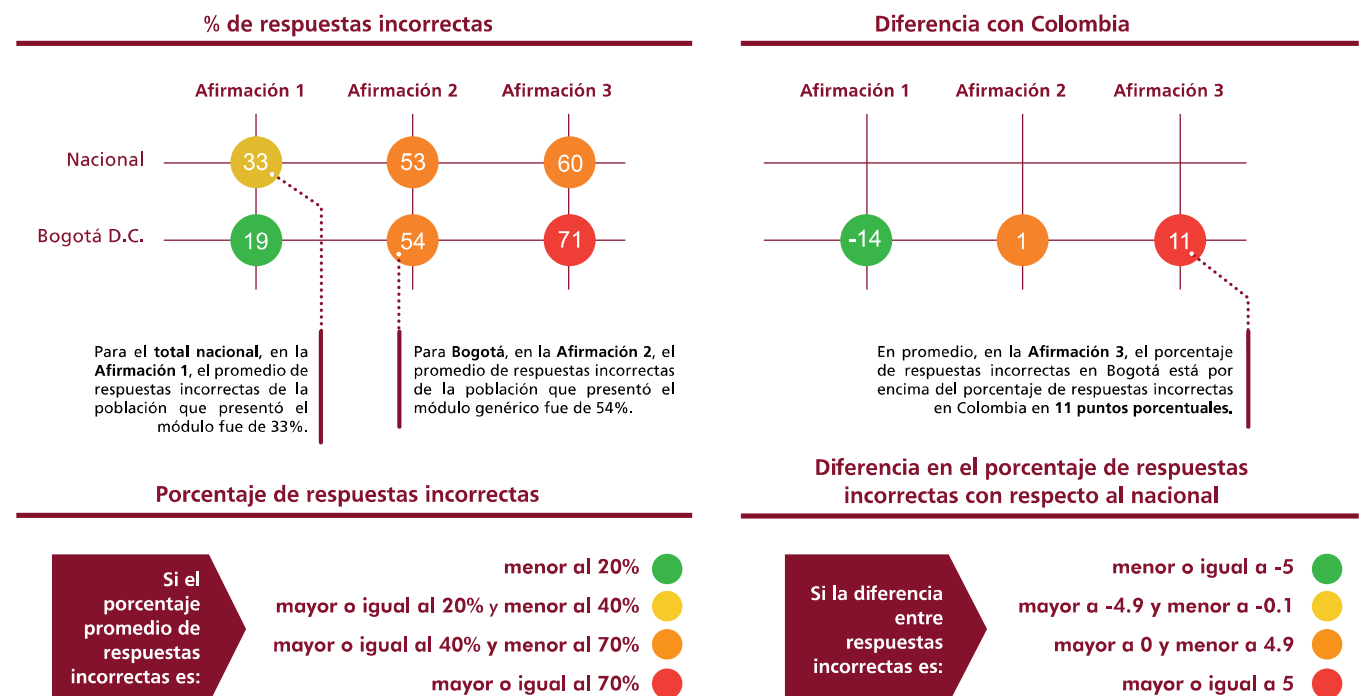 % de respuestas incorrectas
Afirmación 1 Afirmación 2 Afirmación 3
Nacional 33 53 60
Bogotá D.C. 19 54 71
Para el total nacional, en la
Afirmación 1, el promedio de
respuestas incorrectas de la
población que presentó el
módulo fue de 33%.
Para Bogotá, en la Afirmación 2, el
promedio de respuestas incorrectas
de la población que presentó el
módulo genérico fue de 54%.
Diferencia con Colombia
Afirmación 1 Afirmación 2 Afirmación 3
-14 1 11
En promedio, en la Afirmación 3, el porcentaje
de respuestas incorrectas en Bogotá está por
encima del porcentaje de respuestas incorrectas
en Colombia en 11 puntos porcentuales.
Porcentaje de respuestas incorrectas
Si el
porcentaje
promedio de
respuestas
incorrectas es:
menor al 20%
mayor o igual al 20% y menor al 40%
mayor o igual al 40% y menor al 70%
mayor o igual al 70%
Diferencia en el porcentaje de respuestas
incorrectas con respecto al nacional
Si la diferencia
entre
respuestas
incorrectas es:
menor o igual a -5
mayor a -4.9 y menor a -0.1
mayor a 0 y menor a 4.9
mayor o igual a 5